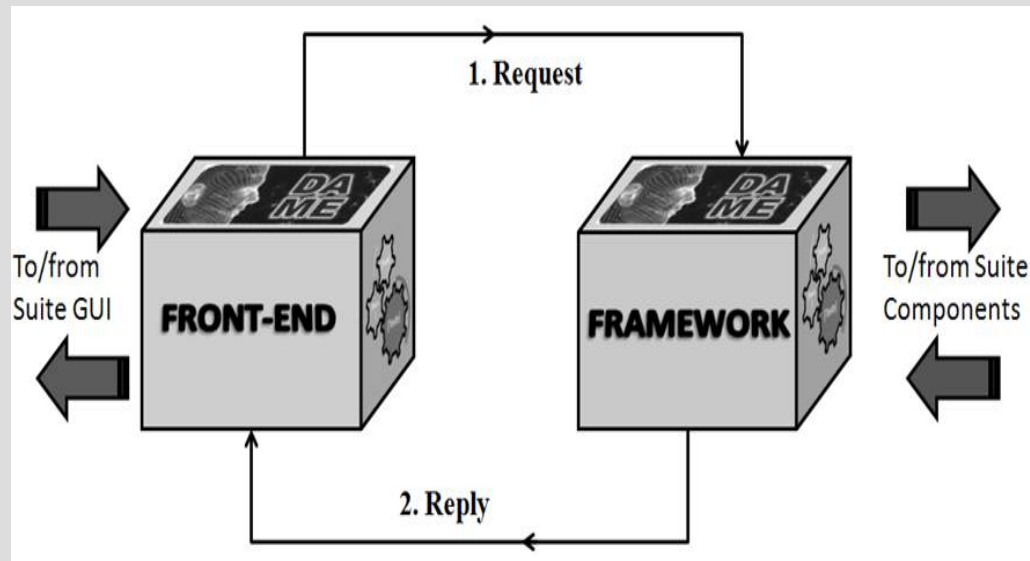 1. Request
DA
ME
DA
ME
To/from
Suite GUI
FRONT-END
FRAMEWORK
To/from Suite
Components
2. Reply